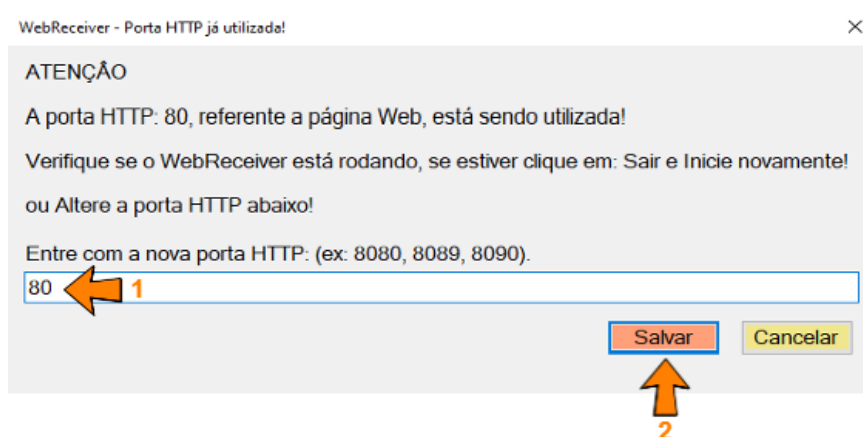 WebReceiver - Porta HTTP já utilizada!
ATENÇÂO
A porta HTTP: 80, referente a página Web, está sendo utilizada!
Verifique se o WebReceiver está rodando, se estiver clique em: Sair e Inicie novamente!
ou Altere a porta HTTP abaixo!
Entre com a nova porta HTTP: (ex: 8080, 8089, 8090).
80 1
Salvar Cancelar
2